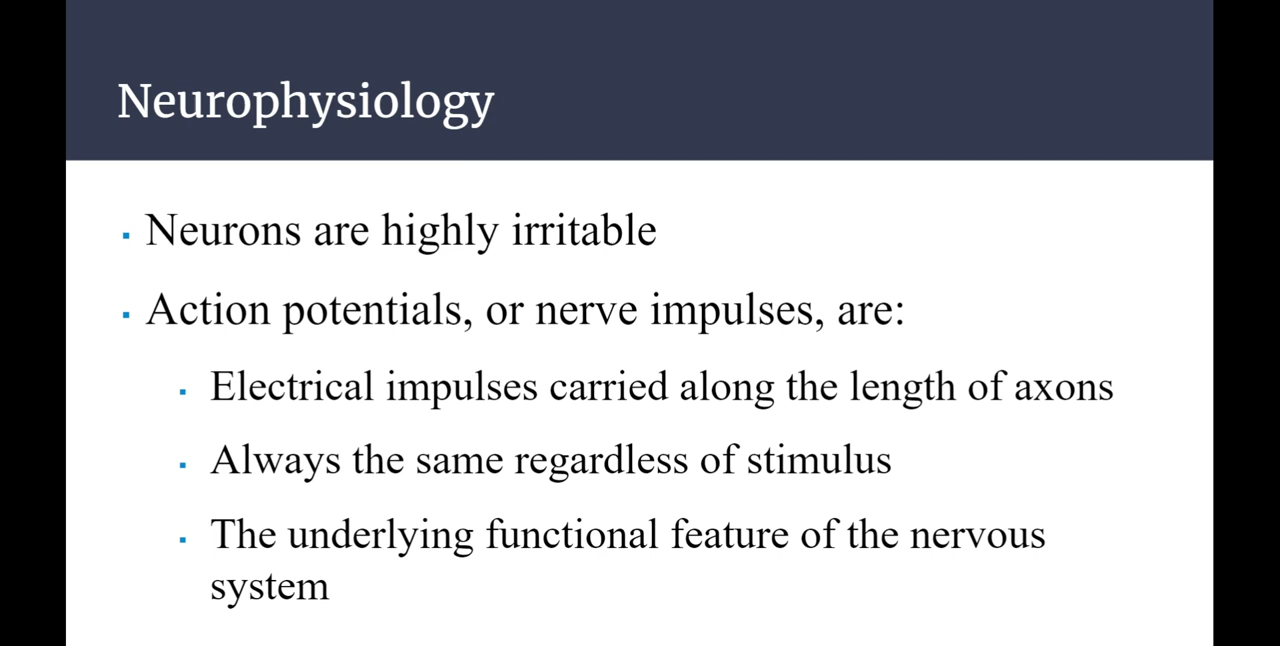 Neurophysiology
▪ Neurons are highly irritable
▪ Action potentials, or nerve impulses, are:
▪ Electrical impulses carried along the length of axons
▪ Always the same regardless of stimulus
▪ The underlying functional feature of the nervous
system